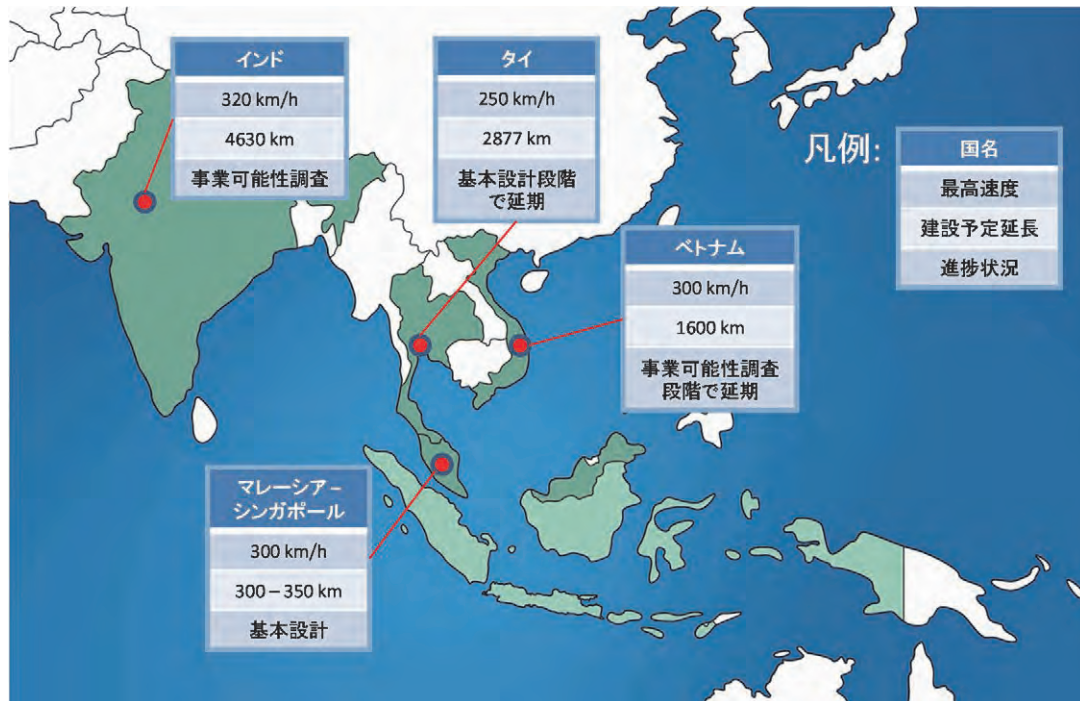 インド
320 km/h
4630 km
事業可能性調査
タイ
250 km/h
2877 km
基本設計段階
で延期
凡例:
国名
最高速度
建設予定延長
進捗状況
ベトナム
300 km/h
1600 km
事業可能性調査
段階で延期
マレーシア–
シンガポール
300 km/h
300 – 350 km
基本設計